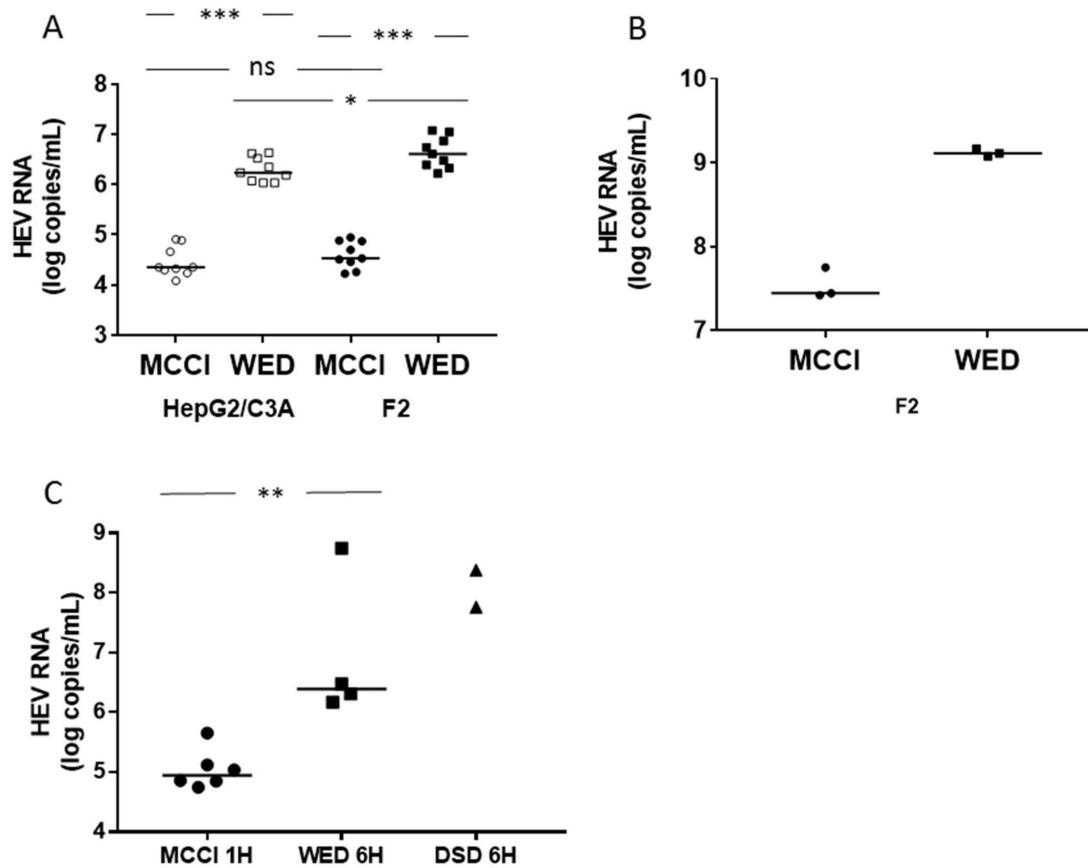 A
***
***
ns
*
HEV RNA
(log copies/mL)
8
7
6
5
4
3
MCCI WED MCCI WED
HepG2/C3A F2
B
HEV RNA
(log copies/mL)
10
9
8
7
MCCI WED
F2
C
**
HEV RNA
(log copies/mL)
9
8
7
6
5
4
MCCI 1H WED 6H DSD 6H